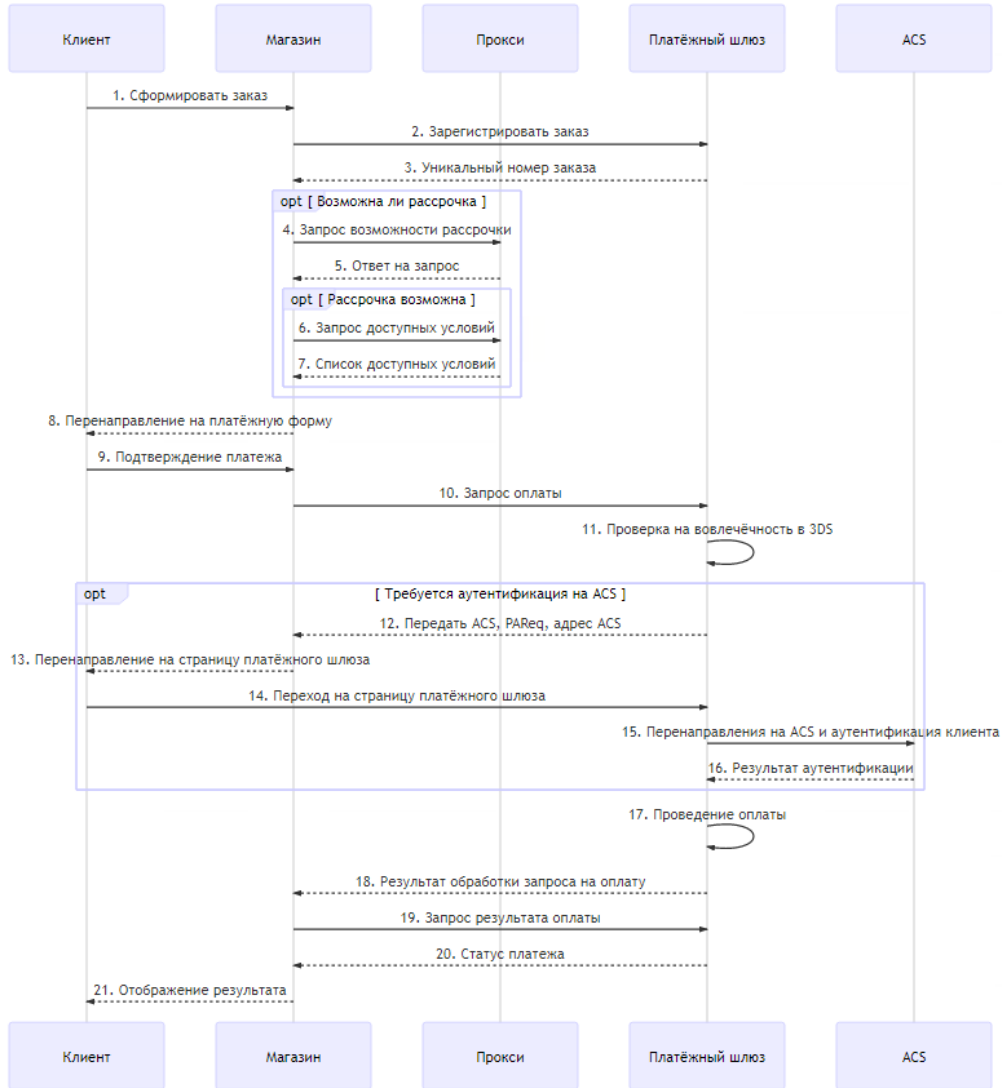 Клиент
Магазин
Прокси
Платёжный шлюз
ACS
1. Сформировать заказ
2. Зарегистрировать заказ
3. Уникальный номер заказа
opt [ Возможна ли рассрочка ]
4. Запрос возможности рассрочки
5. Ответ на запрос
opt [ Рассрочка возможна ]
6. Запрос доступных условий
7. Список доступных условий
8. Перенаправление на платёжную форму
9. Подтверждение платежа
10. Запрос оплаты
11. Проверка на вовлечённость в 3DS
opt [ Требуется аутентификация на ACS ]
12. Передать ACS, PAReq, адрес ACS
13. Перенаправление на страницу платёжного шлюза
14. Переход на страницу платёжного шлюза
15. Перенаправления на ACS и аутентификация клиента
16. Результат аутентификации
17. Проведение оплаты
18. Результат обработки запроса на оплату
19. Запрос результата оплаты
20. Статус платежа
21. Отображение результата
Клиент
Магазин
Прокси
Платёжный шлюз
ACS